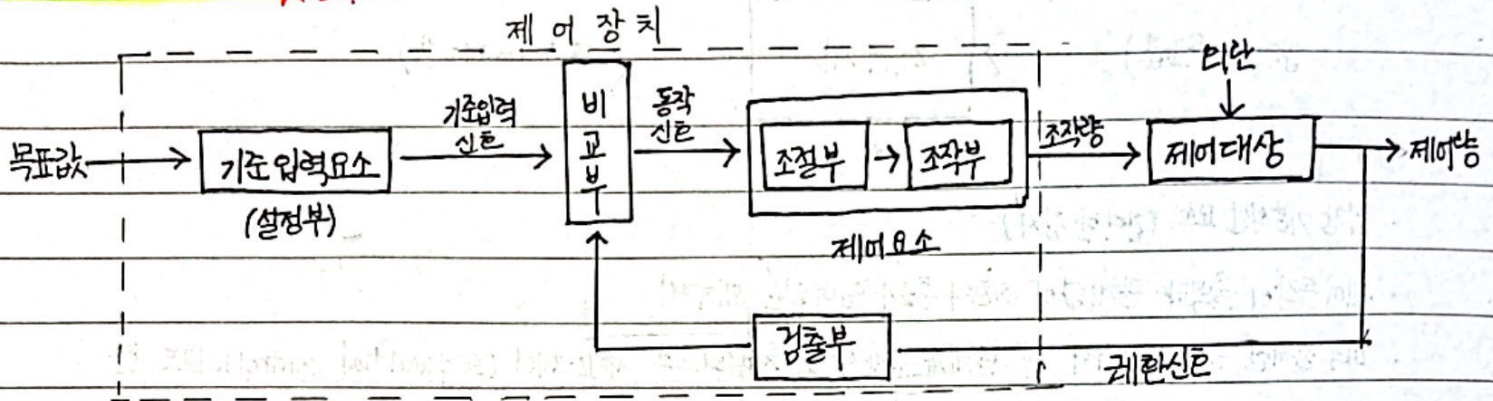 제어장치
외란
기준입력
신호
비교부
동작
신호
목표값
기준입력요소
조절부
조작부
조작량
제어대상
제어량
(설정부)
제어요소
검출부
궤환신호